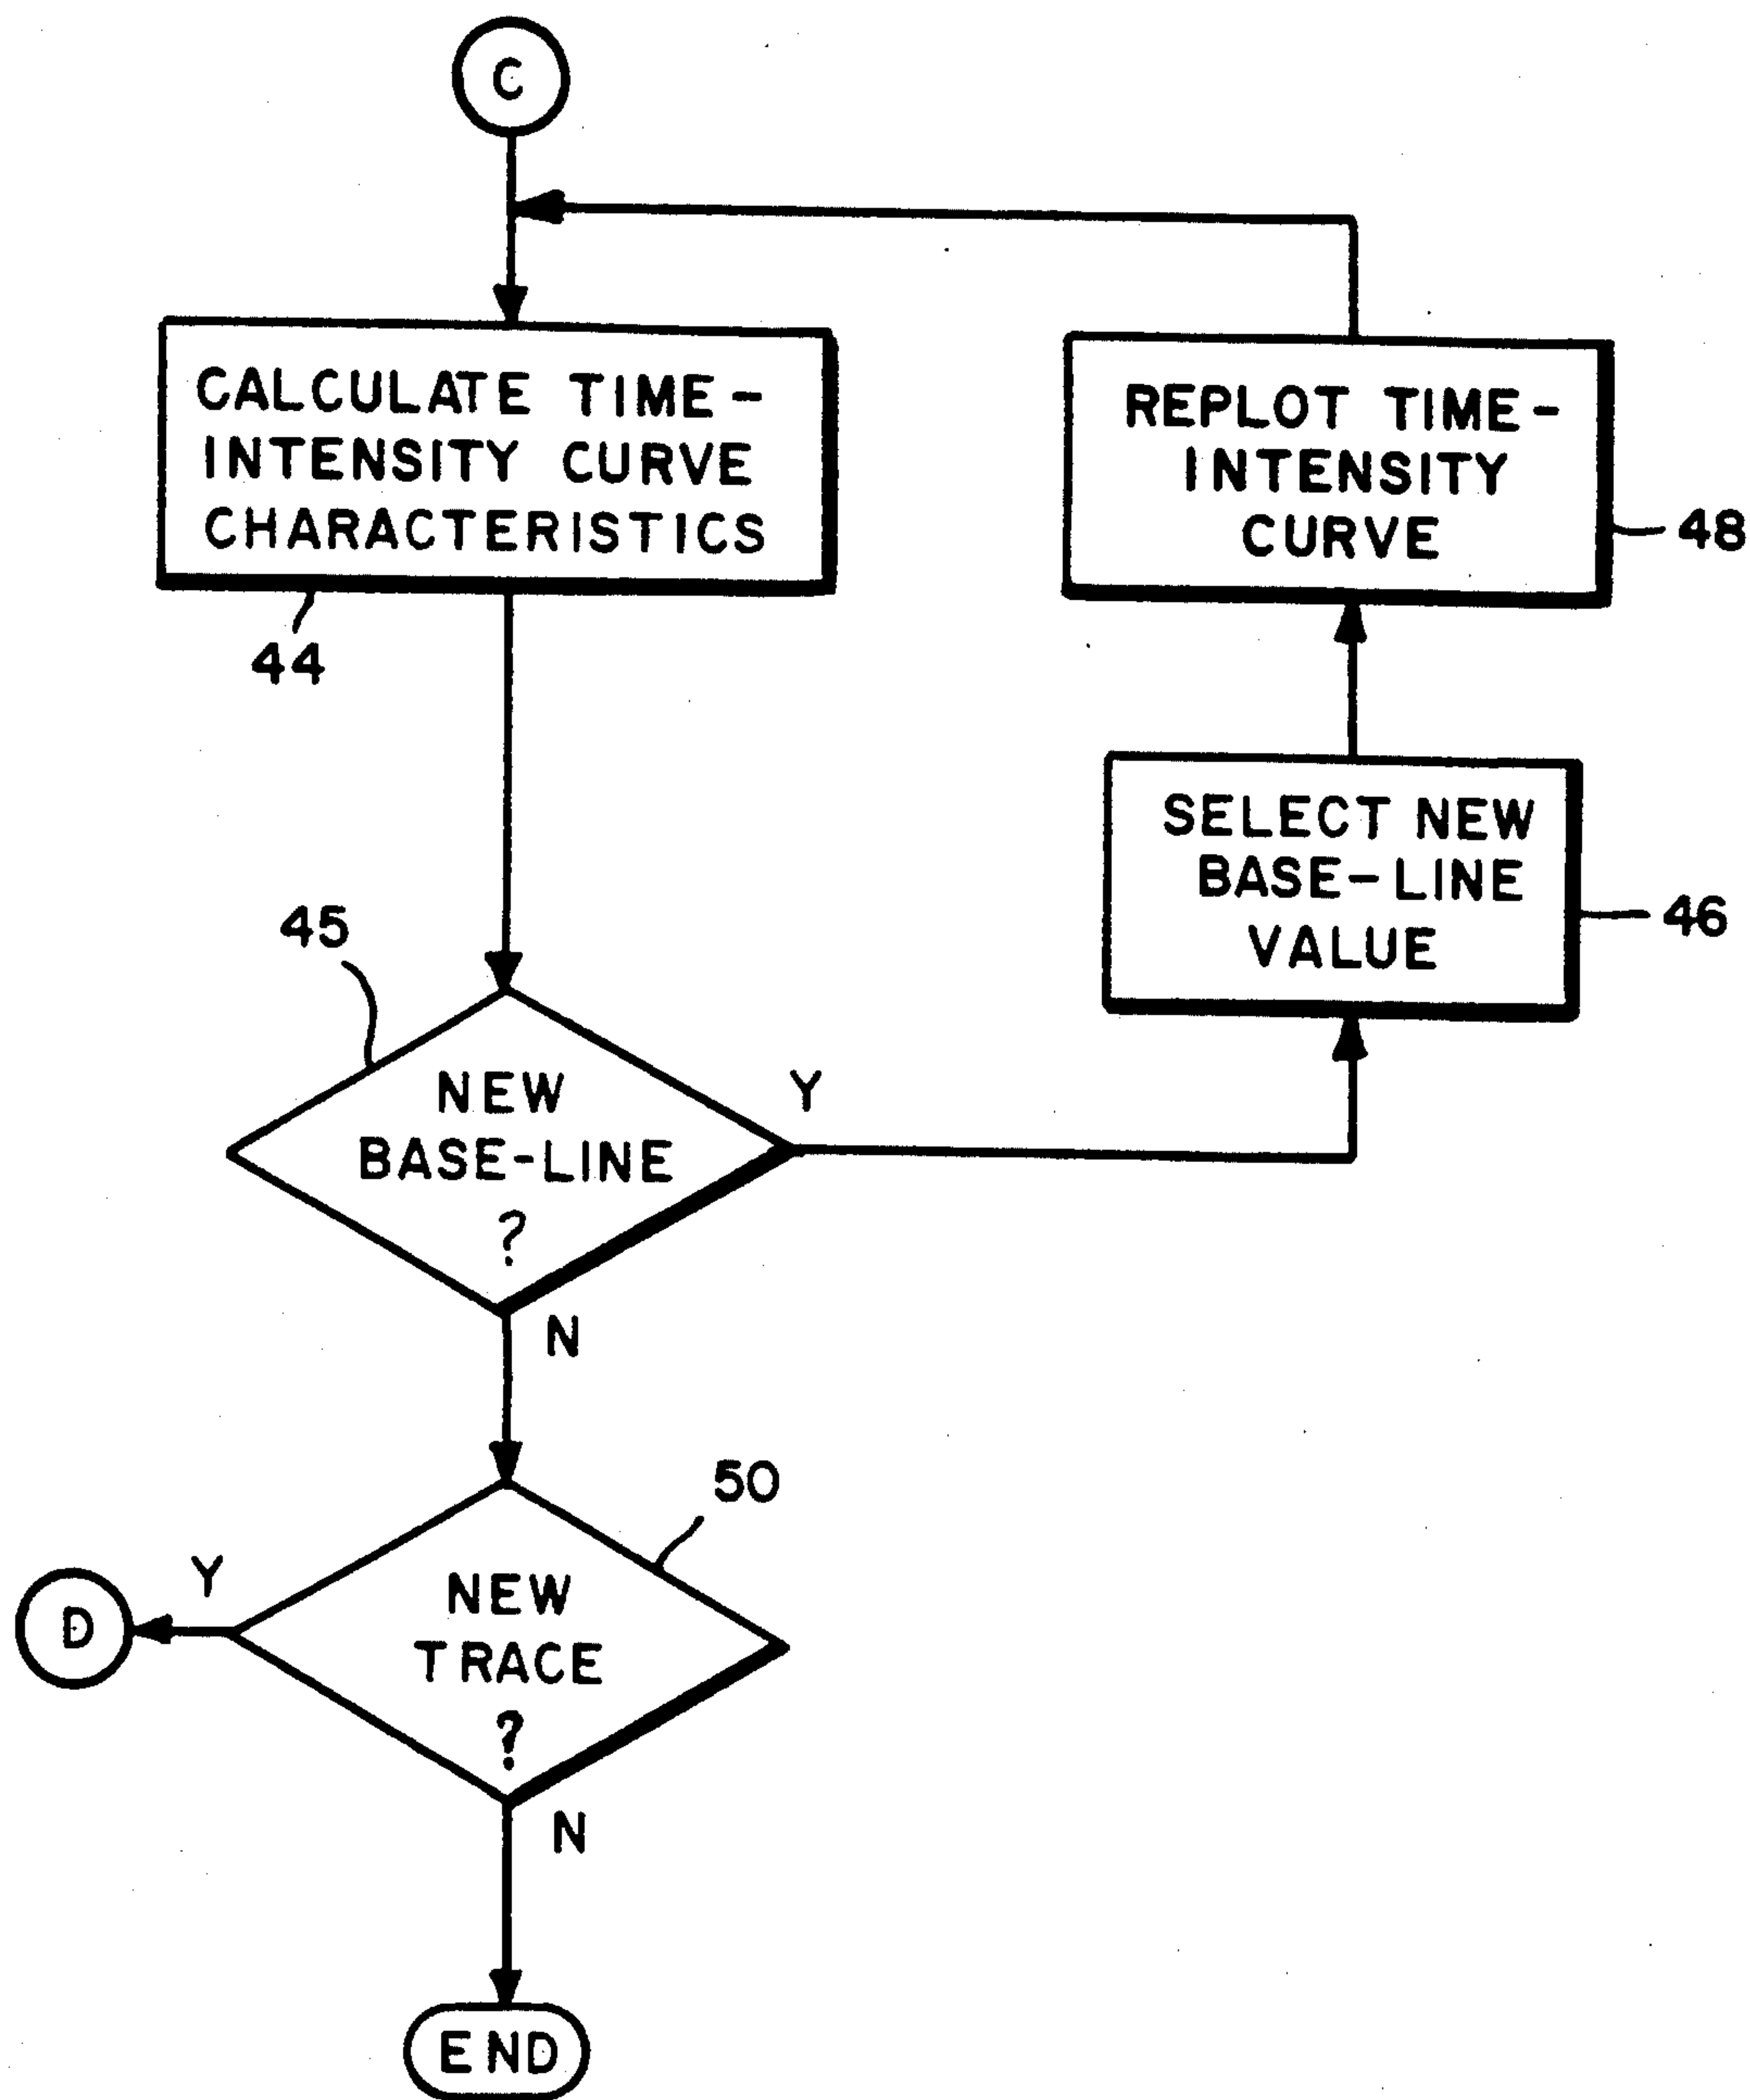 C
CALCULATE TIME-
INTENSITY CURVE
CHARACTERISTICS
44
REPLOT TIME-
INTENSITY
CURVE
48
SELECT NEW
BASE-LINE
VALUE
46
45
NEW
BASE-LINE
?
Y
N
50
NEW
TRACE
?
Y
D
N
END